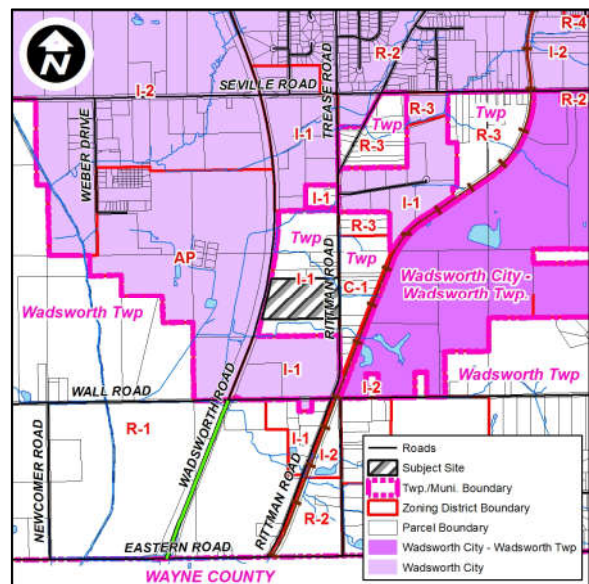 N
R-4
R-2
I-2
SEVILLE ROAD
TREASE ROAD
I-2
R-2
WEBER DRIVE
I-1
Twp
R-3
Twp
R-3
R-3
I-1
I-1
Twp
R-3
AP
I-1
Twp
C-1
Wadsworth City -
Wadsworth Twp.
Wadsworth Twp
RITTMAN ROAD
I-1
Wadsworth Twp
WADSWORTH ROAD
WALL ROAD
I-2
R-1
NEWCOMER ROAD
I-1
I-2
RITTMAN ROAD
R-2
EASTERN ROAD
WAYNE COUNTY
Roads
Subject Site
Twp./Muni. Boundary
Zoning District Boundary
Parcel Boundary
Wadsworth City - Wadsworth Twp
Wadsworth City